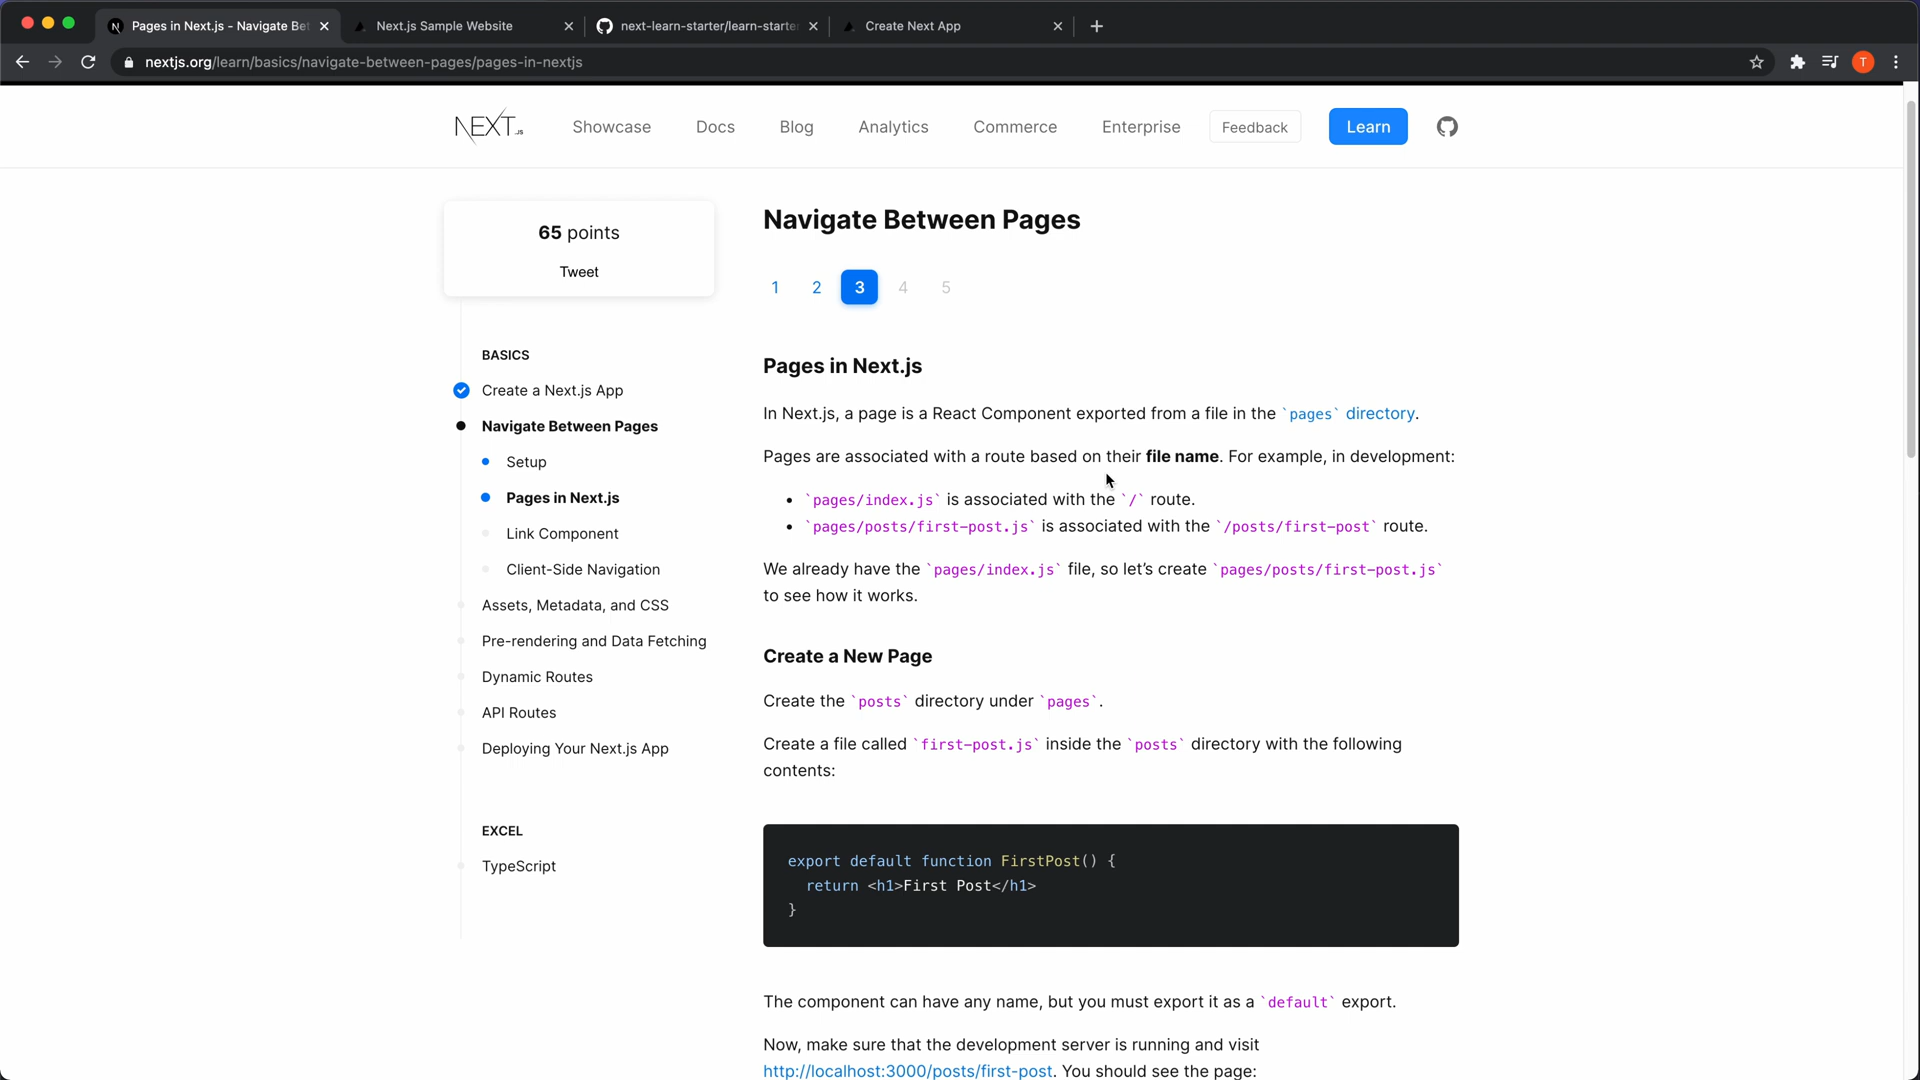 Pages in Next.js - Navigate Bet
Next.js Sample Website
next-learn-starter/learn-starte
Create Next App
nextjs.org/learn/basics/navigate-between-pages/pages-in-nextjs
T
NEXT.JS
Showcase
Docs
Blog
Analytics
Commerce
Enterprise
Feedback
Learn
65 points
Tweet
BASICS
Create a Next.js App
Navigate Between Pages
Setup
Pages in Next.js
Link Component
Client-Side Navigation
Assets, Metadata, and CSS
Pre-rendering and Data Fetching
Dynamic Routes
API Routes
Deploying Your Next.js App
EXCEL
TypeScript
Navigate Between Pages
1 2 3 4 5
Pages in Next.js
In Next.js, a page is a React Component exported from a file in the `pages` directory.
Pages are associated with a route based on their file name. For example, in development:
• `pages/index.js` is associated with the `/` route.
• `pages/posts/first-post.js` is associated with the `/posts/first-post` route.
We already have the `pages/index.js` file, so let’s create `pages/posts/first-post.js`
to see how it works.
Create a New Page
Create the `posts` directory under `pages`.
Create a file called `first-post.js` inside the `posts` directory with the following
contents:
export default function FirstPost() {
  return <h1>First Post</h1>
}
The component can have any name, but you must export it as a `default` export.
Now, make sure that the development server is running and visit
http://localhost:3000/posts/first-post. You should see the page: